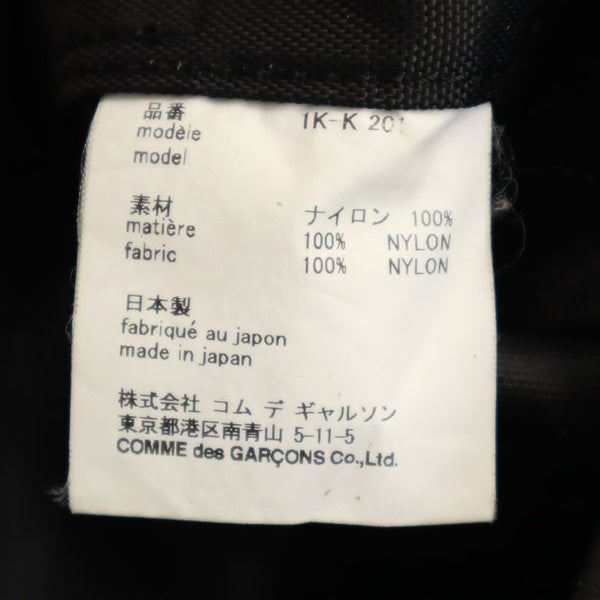 品番 1K-K 201
modèle
model
素材 ナイロン 100%
matière 100% NYLON
fabric 100% NYLON
日本製
fabriqué au japon
made in japan
株式会社 コム デ ギャルソン
東京都港区南青山 5-11-5
COMME des GARÇONS Co.,Ltd.